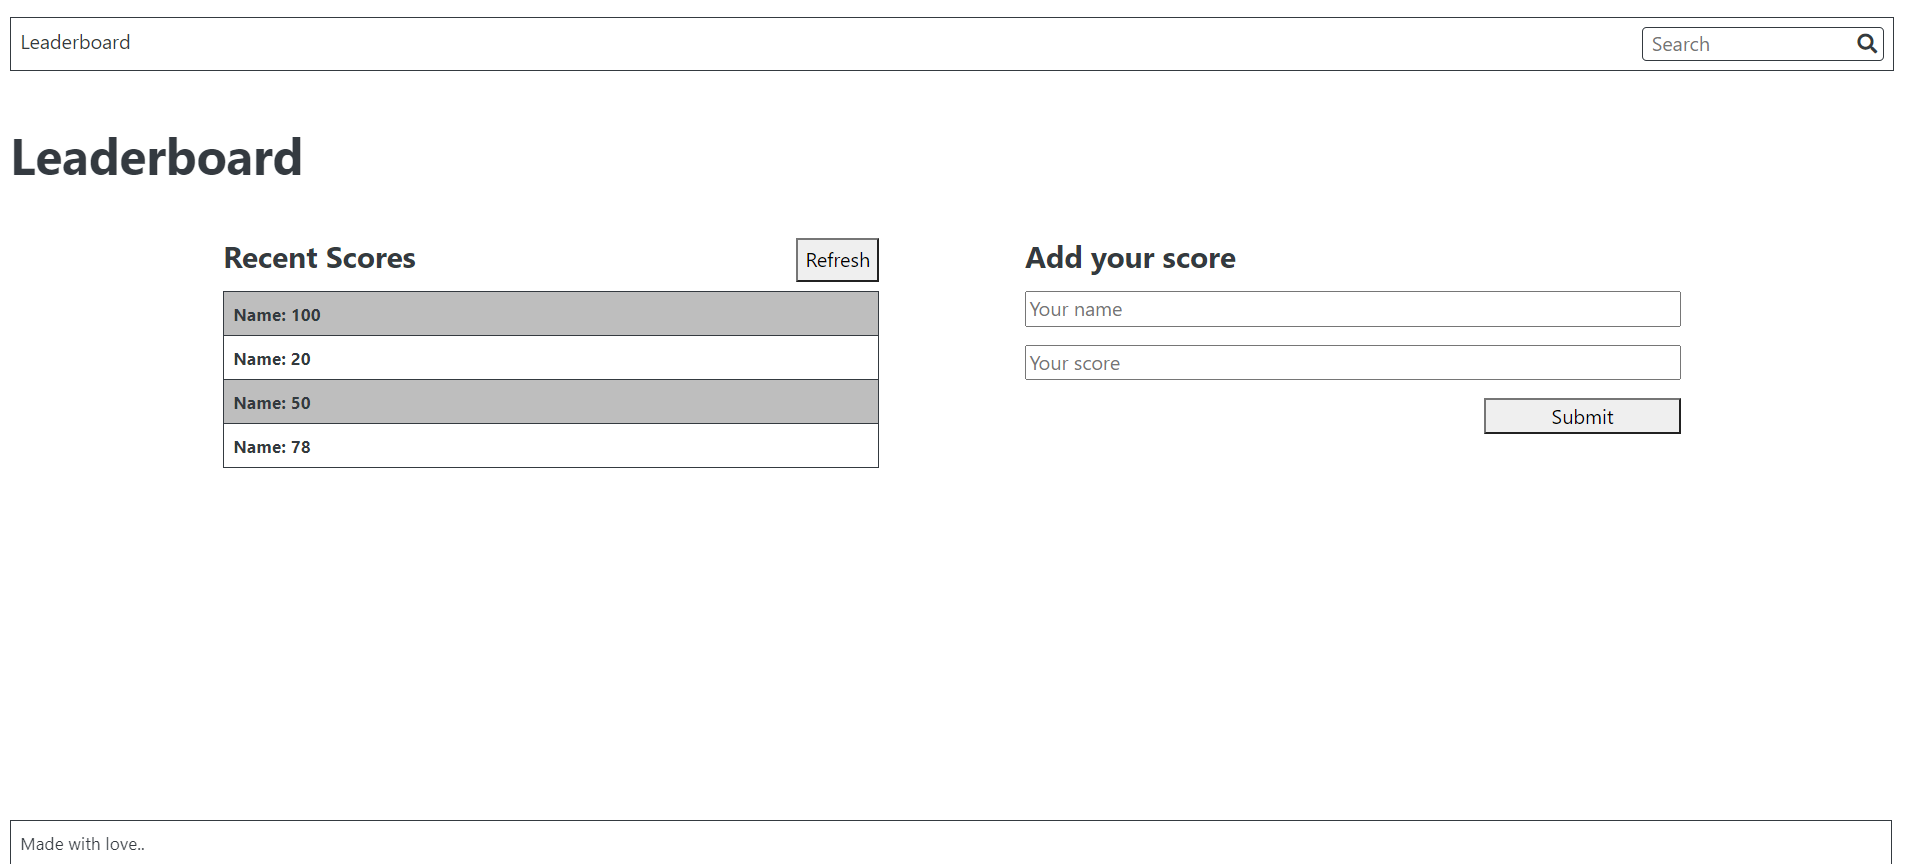 Leaderboard
Search
Leaderboard
Recent Scores
Refresh
Name: 100
Name: 20
Name: 50
Name: 78
Add your score
Your name
Your score
Submit
Made with love..